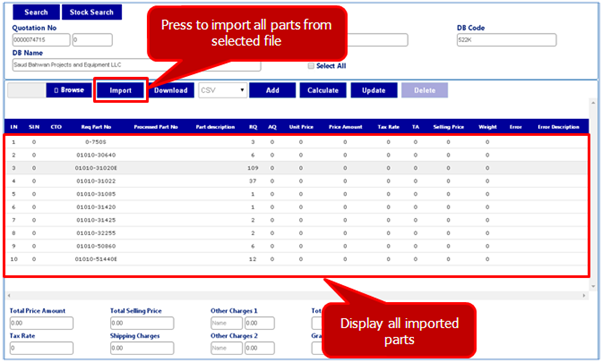 Search Stock Search
Quotation No DB Code
0000074715 0 522K
DB Name
Saud Bahwan Projects and Equipment LLC Select All
Press to import all parts from
selected file
Browse Import Download CSV Add Calculate Update Delete
LN SLN CTO Req Part No Processed Part No Part description RQ AQ Unit Price Price Amount Tax Rate TA Selling Price Weight Error Error Description
1 0 0-750S 3 0 0 0 0 0 0 0
2 0 01010-30640 6 0 0 0 0 0 0 0
3 0 01010-31020E 109 0 0 0 0 0 0 0
4 0 01010-31022 37 0 0 0 0 0 0 0
5 0 01010-31085 1 0 0 0 0 0 0 0
6 0 01010-31420 1 0 0 0 0 0 0 0
7 0 01010-31425 2 0 0 0 0 0 0 0
8 0 01010-32255 2 0 0 0 0 0 0 0
9 0 01010-50860 6 0 0 0 0 0 0 0
10 0 01010-51440E 12 0 0 0 0 0 0 0
Total Price Amount Total Selling Price Other Charges 1
0.00 0.00 Name 0.00
Tax Rate Shipping Charges Other Charges 2
0 0.00 Name 0.00
Display all imported
parts